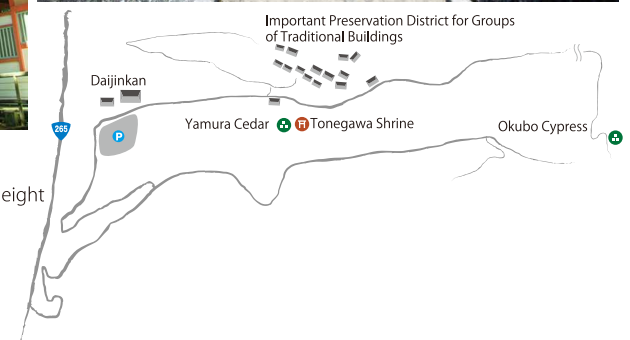 Important Preservation District for Groups
of Traditional Buildings
Daijinkan
265
P
Yamura Cedar
Tonegawa Shrine
Okubo Cypress
eight